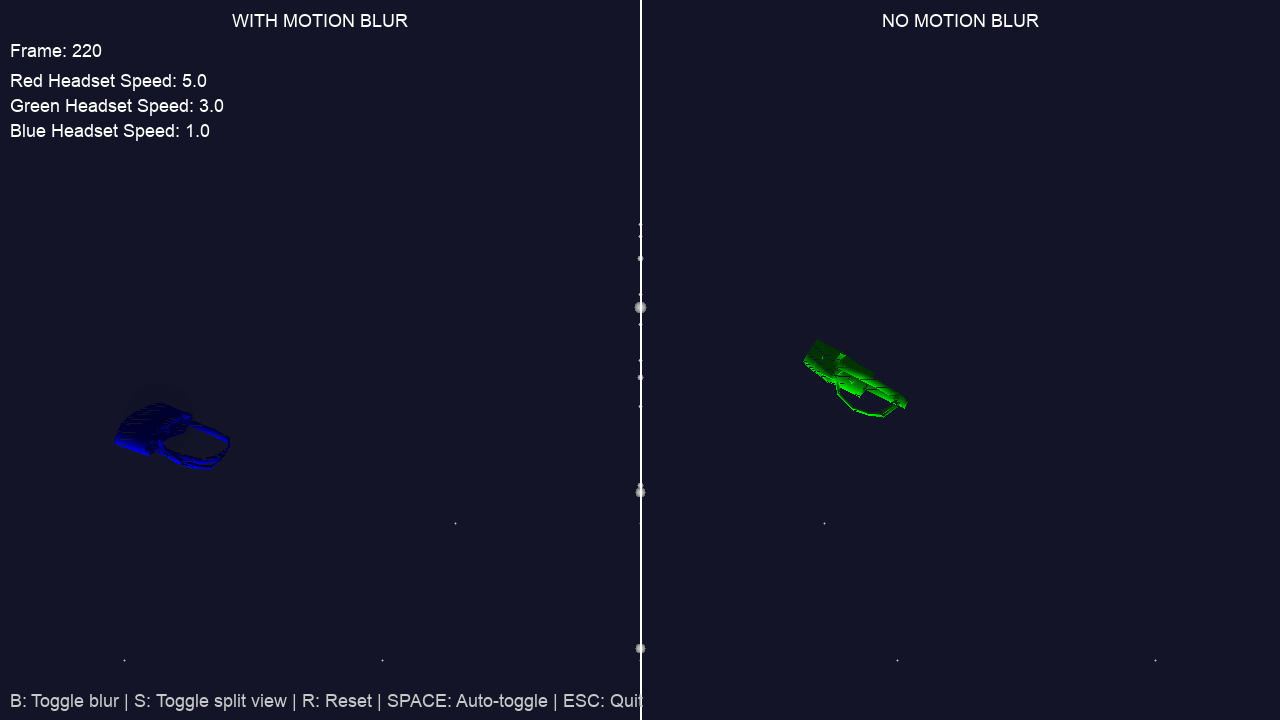 WITH MOTION BLUR
NO MOTION BLUR
Frame: 220
Red Headset Speed: 5.0
Green Headset Speed: 3.0
Blue Headset Speed: 1.0
B: Toggle blur | S: Toggle split view | R: Reset | SPACE: Auto-toggle | ESC: Quit